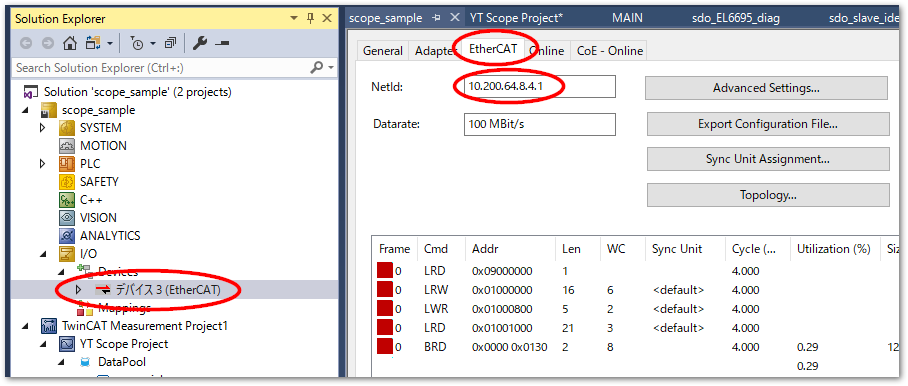 Solution Explorer
Search Solution Explorer (Ctrl+:)
Solution 'scope_sample' (2 projects)
scope_sample
SYSTEM
MOTION
PLC
SAFETY
C++
VISION
ANALYTICS
I/O
Devices
デバイス 3 (EtherCAT)
Mappings
TwinCAT Measurement Project1
YT Scope Project
DataPool
scope_sample YT Scope Project* MAIN sdo_EL6695_diag sdo_slave_ide
General Adapter EtherCAT Online CoE - Online
NetId: 10.200.64.8.4.1 Advanced Settings...
Datarate: 100 MBit/s Export Configuration File...
Sync Unit Assignment...
Topology...
Frame Cmd Addr Len WC Sync Unit Cycle (... Utilization (%) Siz
0 LRD 0x09000000 1 4.000
0 LRW 0x01000000 16 6 <default> 4.000
0 LWR 0x01000800 5 2 <default> 4.000
0 LRD 0x01001000 21 3 <default> 4.000
0 BRD 0x0000 0x0130 2 8 4.000 0.29 12
0.29